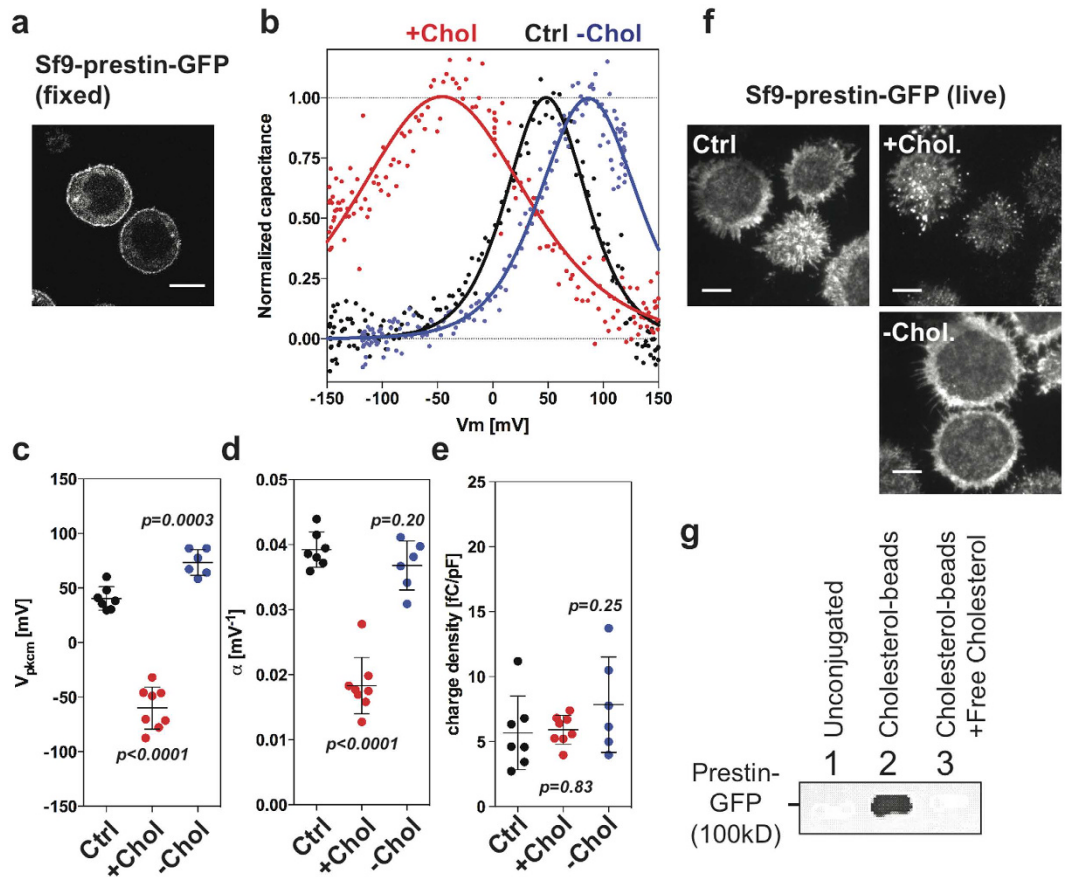 a
Sf9-prestin-GFP
(fixed)
b
+Chol
Ctrl
-Chol
Normalized capacitance
1.00
0.75
0.50
0.25
0.00
-150
-100
-50
0
50
100
150
Vm [mV]
f
Sf9-prestin-GFP (live)
Ctrl
+Chol.
-Chol.
c
Vpkcm [mV]
150
100
50
0
-50
-100
-150
p=0.0003
p<0.0001
Ctrl
+Chol
-Chol
d
α [mV⁻¹]
0.05
0.04
0.03
0.02
0.01
0.00
p=0.20
p<0.0001
Ctrl
+Chol
-Chol
e
charge density [fC/pF]
25
20
15
10
5
0
p=0.25
p=0.83
Ctrl
+Chol
-Chol
g
Unconjugated
Cholesterol-beads
Cholesterol-beads
+Free Cholesterol
1
2
3
Prestin-
GFP
(100kD)